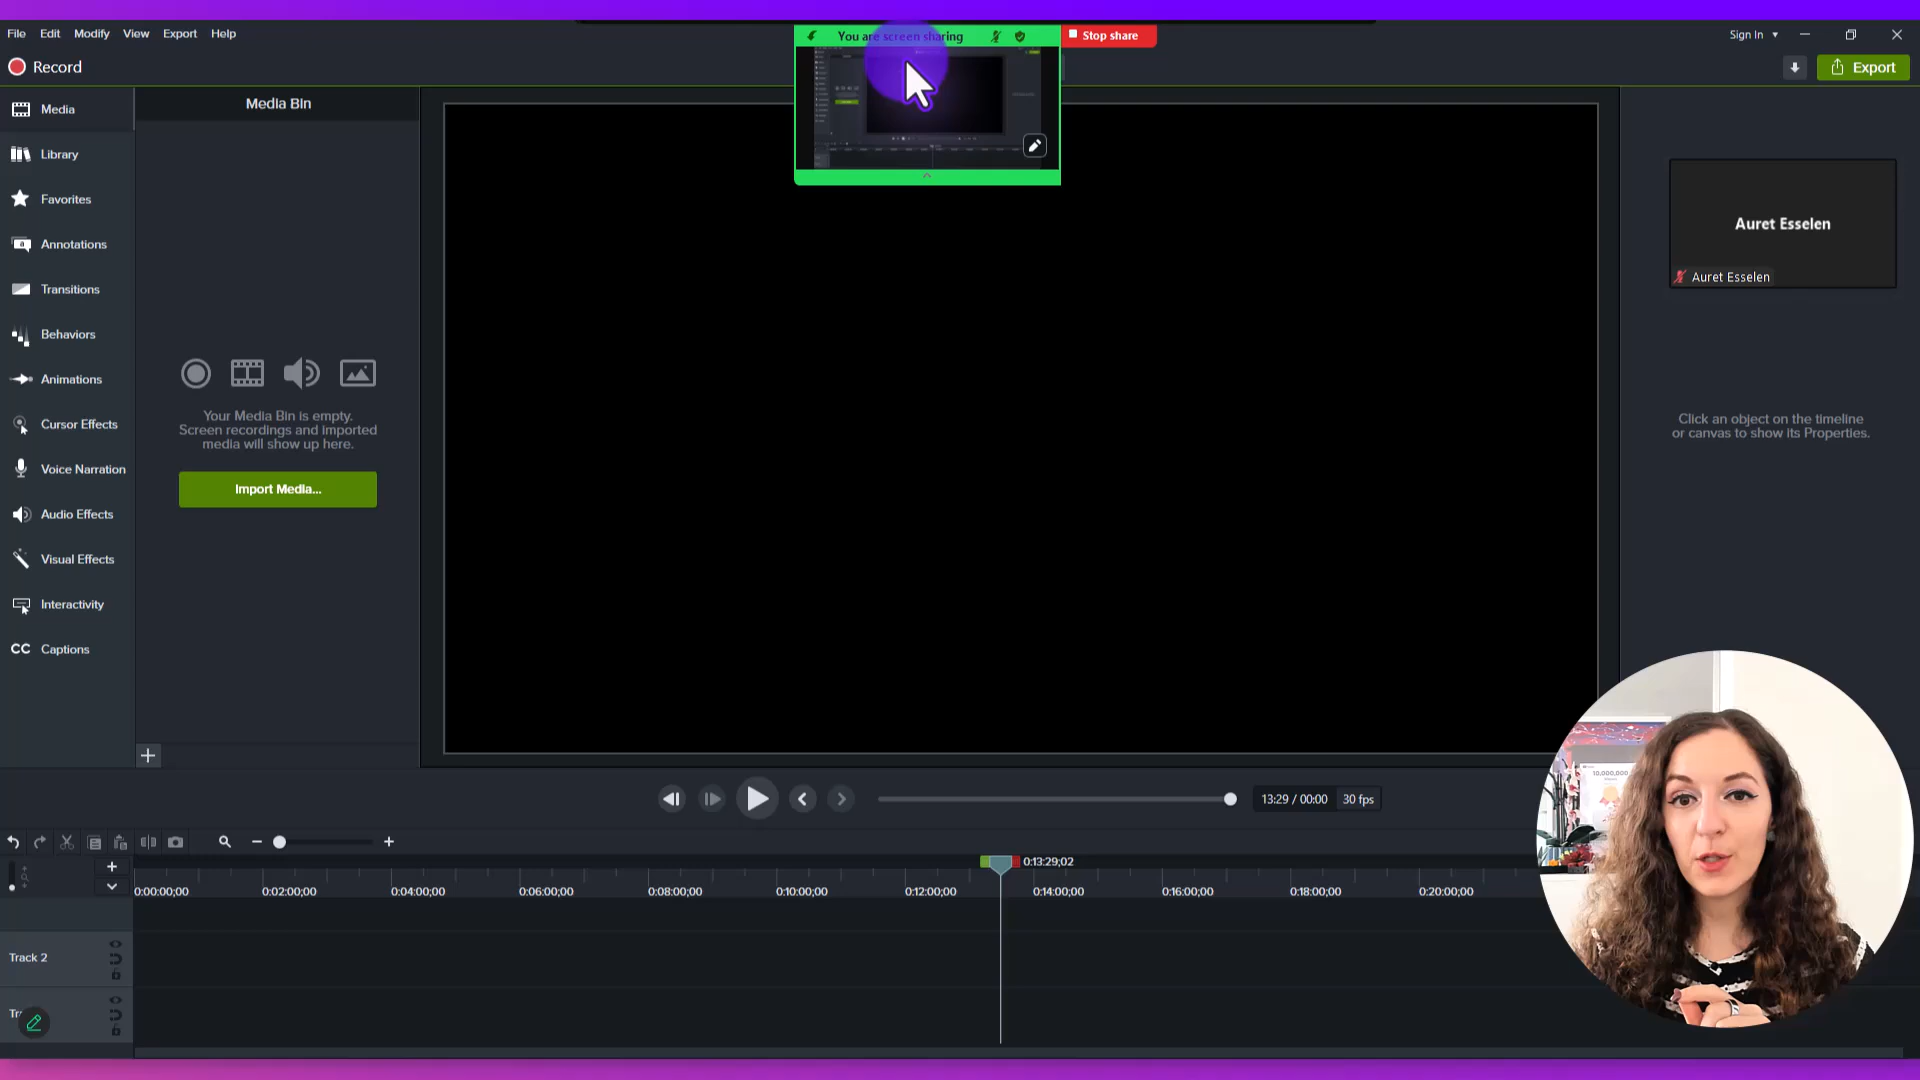 File Edit Modify View Export Help
You are screen sharing
Stop share
Sign In
Record
Export
Media
Media Bin
Library
Favorites
Annotations
Transitions
Behaviors
Animations
Cursor Effects
Voice Narration
Audio Effects
Visual Effects
Interactivity
CC Captions
Your Media Bin is empty.
Screen recordings and imported
media will show up here.
Import Media...
Auret Esselen
Auret Esselen
Click an object on the timeline
or canvas to show its Properties.
10,000,000
13:29 / 00:00 30 fps
0:13:29;02
0:00:00;00 0:02:00;00 0:04:00;00 0:06:00;00 0:08:00;00 0:10:00;00 0:12:00;00 0:14:00;00 0:16:00;00 0:18:00;00 0:20:00;00
Track 2